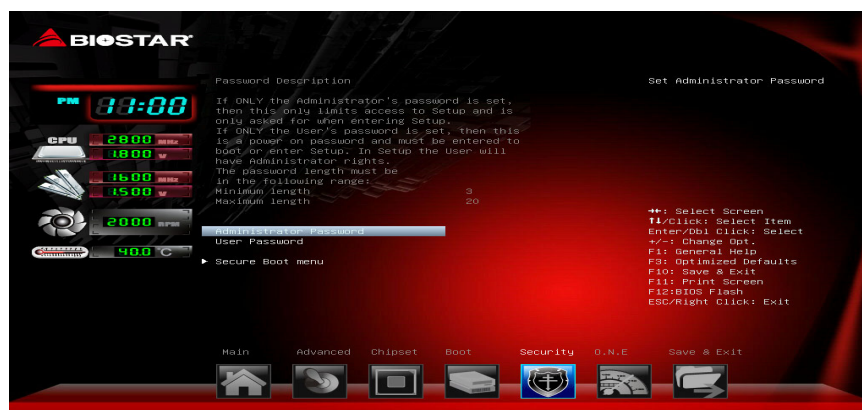 BIOSTAR
Password Description
Set Administrator Password
PM 11:00
If ONLY the Administrator's password is set,
then this only limits access to Setup and is
only asked for when entering Setup.
If ONLY the User's password is set, then this
is a power on password and must be entered to
boot or enter Setup. In Setup the User will
have Administrator rights.
The password length must be
in the following range:
Minimum length 3
Maximum length 20
CPU 2800 MHz
1.800 V
1600 MHz
1.500 V
2000 RPM
40.0 °C
Administrator Password
User Password
► Secure Boot menu
→←: Select Screen
↑↓/Click: Select Item
Enter/Dbl Click: Select
+/-: Change Opt.
F1: General Help
F3: Optimized Defaults
F10: Save & Exit
F11: Print Screen
F12:BIOS Flash
ESC/Right Click: Exit
Main Advanced Chipset Boot Security O.N.E Save & Exit